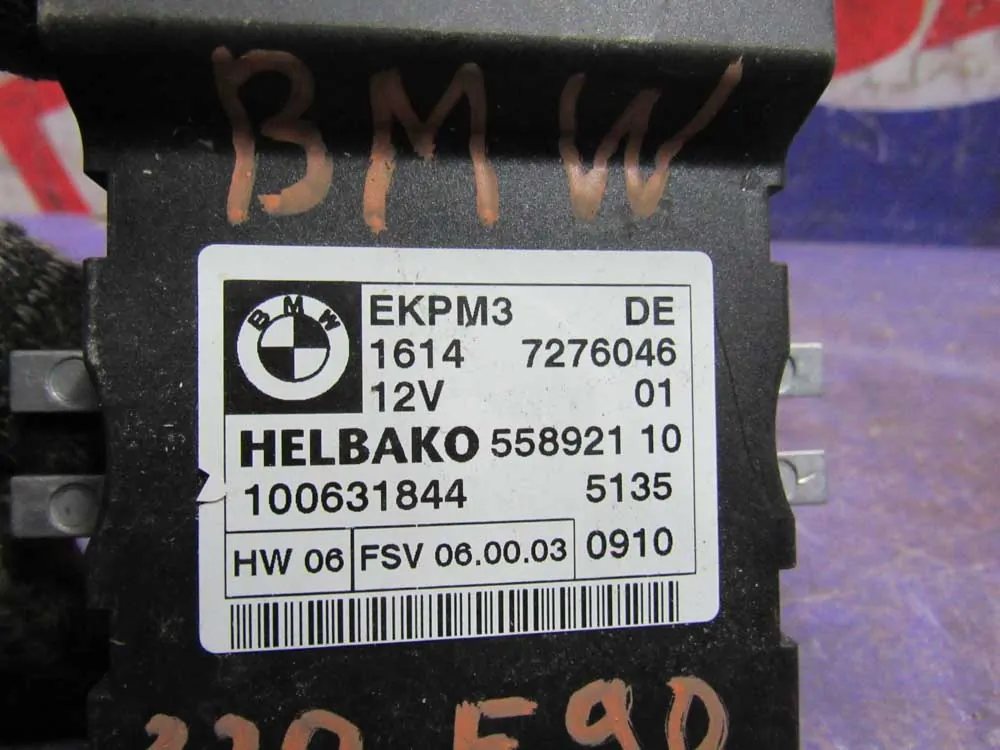 BMW
BMW
EKPM3 DE
1614 7276046
12V 01
HELBAKO 558921 10
100631844 5135
HW 06 FSV 06.00.03 0910
E90